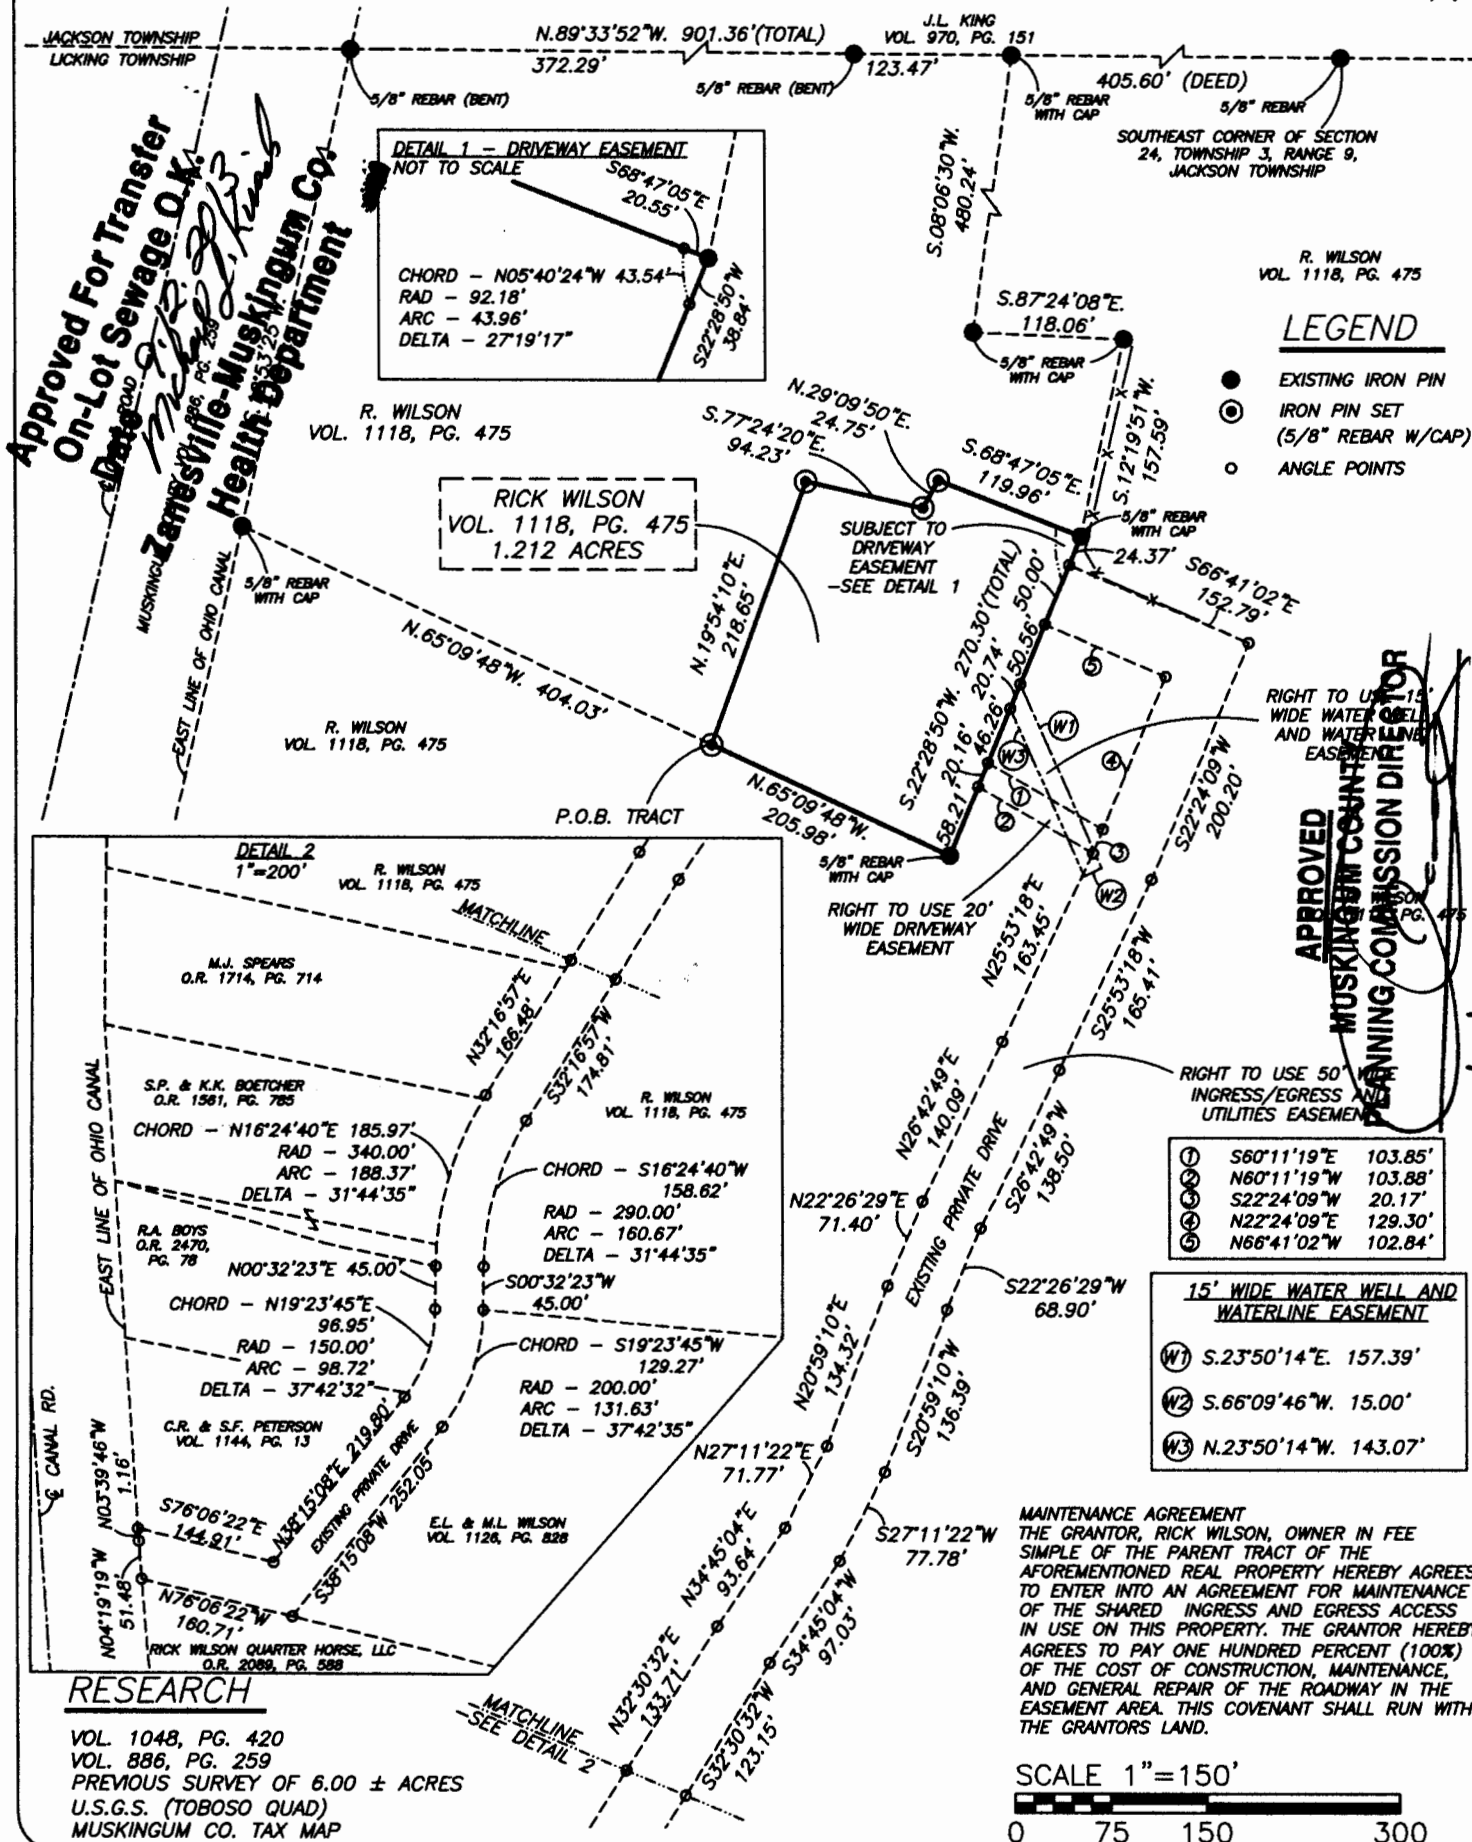 JACKSON TOWNSHIP
LICKING TOWNSHIP
N.89°33'52"W. 901.36'(TOTAL)
J.L. KING
VOL. 970, PG. 151
372.29'
123.47'
405.60' (DEED)
5/8" REBAR (BENT)
5/8" REBAR (BENT)
5/8" REBAR
WITH CAP
5/8" REBAR
SOUTHEAST CORNER OF SECTION
24, TOWNSHIP 3, RANGE 9,
JACKSON TOWNSHIP
Approved For Transfer
On-Lot Sewage O.K.
Date
Zanesville-Muskingum Co.
Health Department
DETAIL 1 - DRIVEWAY EASEMENT
NOT TO SCALE
S68°47'05"E
20.55'
CHORD - N05°40'24"W 43.54'
RAD - 92.18'
ARC - 43.96'
DELTA - 27°19'17"
S22°28'50"W
38.84'
S.08°06'30"W.
480.24'
R. WILSON
VOL. 1118, PG. 475
S.87°24'08"E.
118.06'
5/8" REBAR
WITH CAP
LEGEND
EXISTING IRON PIN
IRON PIN SET
(5/8" REBAR W/CAP)
ANGLE POINTS
R. WILSON
VOL. 1118, PG. 475
N.29°09'50"E.
24.75'
S.77°24'20"E.
94.23'
S.68°47'05"E.
119.96'
S.12°19'51"W.
157.59'
RICK WILSON
VOL. 1118, PG. 475
1.212 ACRES
SUBJECT TO
DRIVEWAY
EASEMENT
-SEE DETAIL 1
5/8" REBAR
WITH CAP
24.37'
S66°41'02"E
152.79'
5/8" REBAR
WITH CAP
EAST LINE OF OHIO CANAL
N.65°09'48"W. 404.03'
N.19°54'10"E.
218.65'
S.22°28'50"W. 270.30'(TOTAL)
58.21' 20.16' 46.26' 20.74' 50.56' 50.00'
R. WILSON
VOL. 1118, PG. 475
5
W1
W3
4
1
2
3
W2
RIGHT TO USE 15'
WIDE WATER WELL
AND WATER LINE
EASEMENT
S22°24'09"W
200.20'
P.O.B. TRACT
N.65°09'48"W.
205.98'
5/8" REBAR
WITH CAP
RIGHT TO USE 20'
WIDE DRIVEWAY
EASEMENT
APPROVED
MUSKINGUM COUNTY
PLANNING COMMISSION DIRECTOR
N25°53'18"E
163.45'
S25°53'18"W
165.41'
RIGHT TO USE 50' WIDE
INGRESS/EGRESS AND
UTILITIES EASEMENT
N26°42'49"E
140.09'
S26°42'49"W
138.50'
EXISTING PRIVATE DRIVE
N22°26'29"E
71.40'
S22°26'29"W
68.90'
N20°59'10"E
134.32'
S20°59'10"W
136.39'
N27°11'22"E
71.77'
S27°11'22"W
77.78'
N34°45'04"E
93.64'
S34°45'04"W
97.03'
N32°30'32"E
133.71'
S32°30'32"W
123.15'
MATCHLINE
-SEE DETAIL 2
1 S60°11'19"E 103.85'
2 N60°11'19"W 103.88'
3 S22°24'09"W 20.17'
4 N22°24'09"E 129.30'
5 N66°41'02"W 102.84'
15' WIDE WATER WELL AND
WATERLINE EASEMENT
W1 S.23°50'14"E. 157.39'
W2 S.66°09'46"W. 15.00'
W3 N.23°50'14"W. 143.07'
DETAIL 2
1"=200'
R. WILSON
VOL. 1118, PG. 475
MATCHLINE
M.J. SPEARS
O.R. 1714, PG. 714
N32°16'57"E
166.48'
S32°16'57"W
174.81'
S.P. & K.K. BOETCHER
O.R. 1561, PG. 785
R. WILSON
VOL. 1118, PG. 475
CHORD - N16°24'40"E 185.97'
RAD - 340.00'
ARC - 188.37'
DELTA - 31°44'35"
CHORD - S16°24'40"W
158.62'
RAD - 290.00'
ARC - 160.67'
DELTA - 31°44'35"
EAST LINE OF OHIO CANAL
R.A. BOYS
O.R. 2470,
PG. 78
N00°32'23"E 45.00'
S00°32'23"W
45.00'
CHORD - N19°23'45"E
96.95'
RAD - 150.00'
ARC - 98.72'
DELTA - 37°42'32"
CHORD - S19°23'45"W
129.27'
RAD - 200.00'
ARC - 131.63'
DELTA - 37°42'35"
C.R. & S.F. PETERSON
VOL. 1144, PG. 13
℄ CANAL RD.
N03°39'46"W
1.16'
S76°06'22"E
144.91'
N38°15'08"E 219.80'
EXISTING PRIVATE DRIVE
S38°15'08"W 252.05'
E.L. & M.L. WILSON
VOL. 1126, PG. 828
N04°19'19"W
51.48'
N76°06'22"W
160.71'
RICK WILSON QUARTER HORSE, LLC
O.R. 2089, PG. 588
RESEARCH
VOL. 1048, PG. 420
VOL. 886, PG. 259
PREVIOUS SURVEY OF 6.00 ± ACRES
U.S.G.S. (TOBOSO QUAD)
MUSKINGUM CO. TAX MAP
MAINTENANCE AGREEMENT
THE GRANTOR, RICK WILSON, OWNER IN FEE
SIMPLE OF THE PARENT TRACT OF THE
AFOREMENTIONED REAL PROPERTY HEREBY AGREES
TO ENTER INTO AN AGREEMENT FOR MAINTENANCE
OF THE SHARED INGRESS AND EGRESS ACCESS
IN USE ON THIS PROPERTY. THE GRANTOR HEREBY
AGREES TO PAY ONE HUNDRED PERCENT (100%)
OF THE COST OF CONSTRUCTION, MAINTENANCE,
AND GENERAL REPAIR OF THE ROADWAY IN THE
EASEMENT AREA. THIS COVENANT SHALL RUN WITH
THE GRANTORS LAND.
SCALE 1"=150'
0 75 150 300